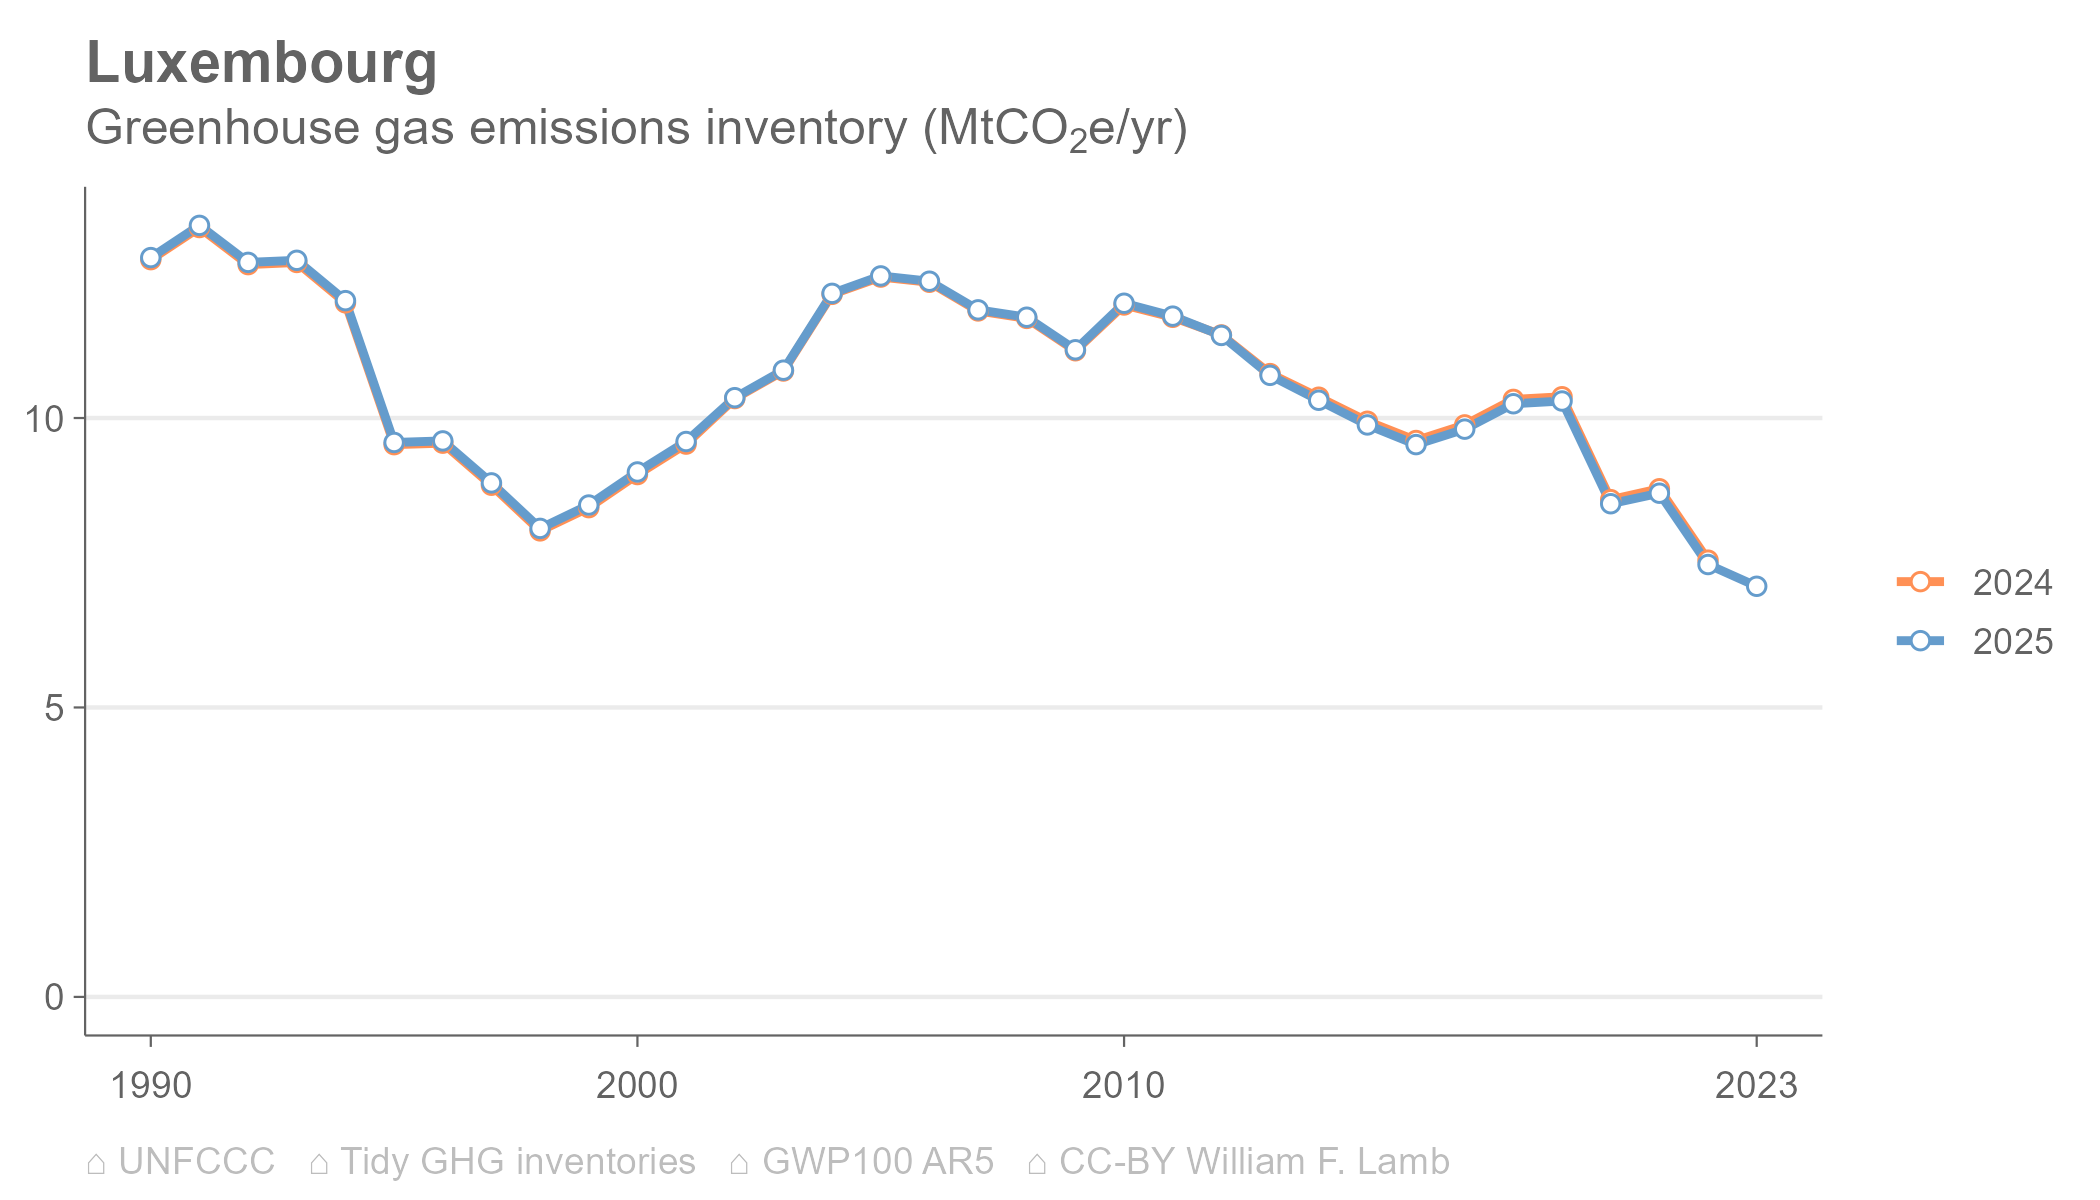 Luxembourg
Greenhouse gas emissions inventory (MtCO₂e/yr)
10
5
0
1990 2000 2010 2023
2024
2025
⌂ UNFCCC ⌂ Tidy GHG inventories ⌂ GWP100 AR5 ⌂ CC-BY William F. Lamb